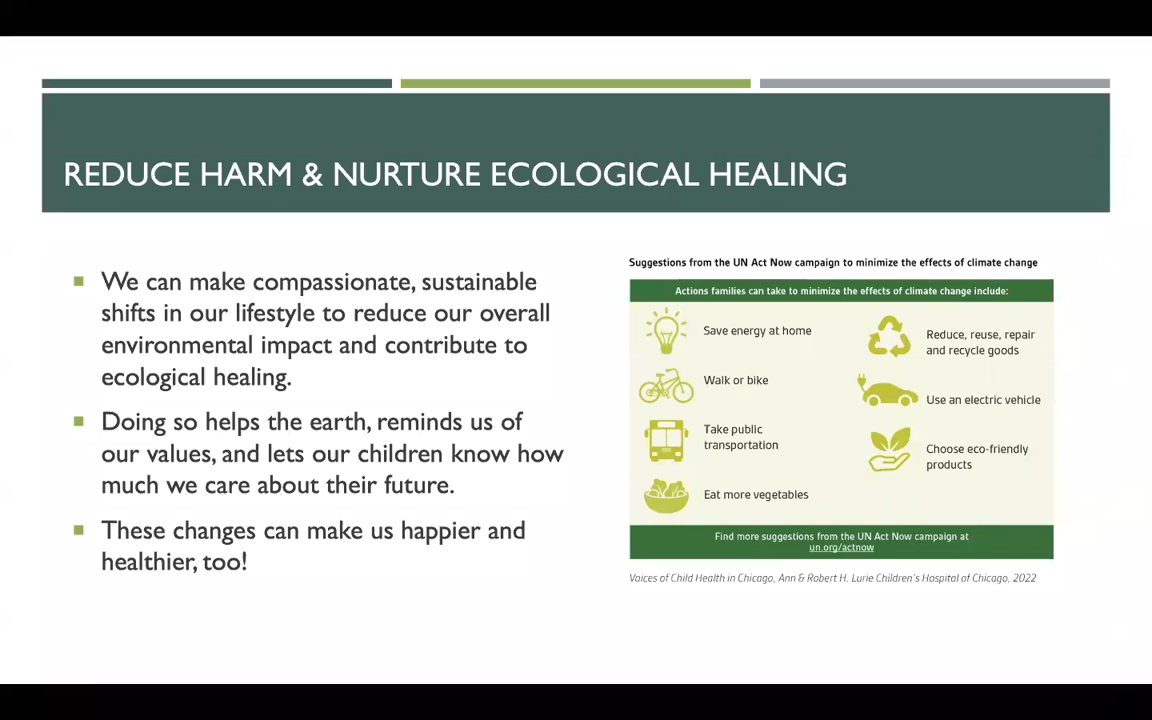 REDUCE HARM & NURTURE ECOLOGICAL HEALING
We can make compassionate, sustainable
shifts in our lifestyle to reduce our overall
environmental impact and contribute to
ecological healing.
Doing so helps the earth, reminds us of
our values, and lets our children know how
much we care about their future.
These changes can make us happier and
healthier, too!
Suggestions from the UN Act Now campaign to minimize the effects of climate change
Actions families can take to minimize the effects of climate change include:
Save energy at home
Walk or bike
Take public
transportation
Eat more vegetables
Reduce, reuse, repair
and recycle goods
Use an electric vehicle
Choose eco-friendly
products
Find more suggestions from the UN Act Now campaign at
un.org/actnow
Voices of Child Health in Chicago, Ann & Robert H. Lurie Children's Hospital of Chicago, 2022